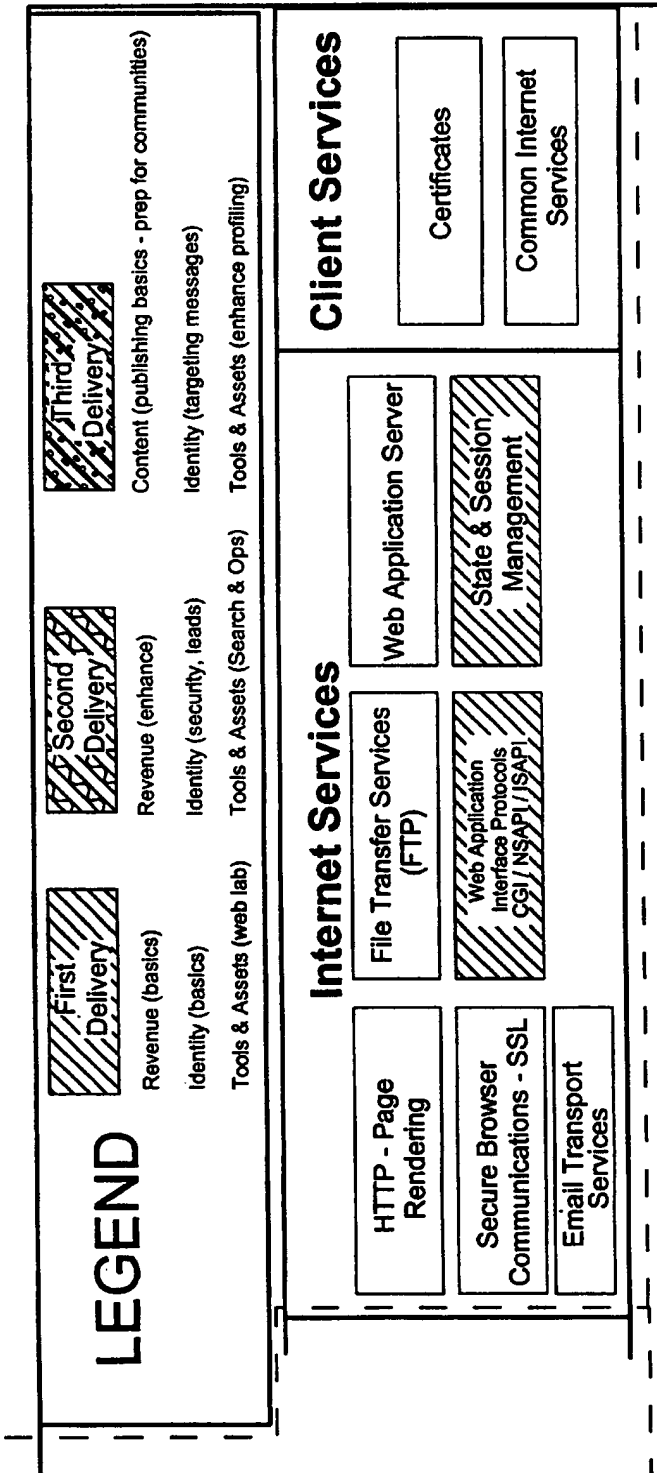 LEGEND
First
Delivery
Revenue (basics)
Identity (basics)
Tools & Assets (web lab)
Second
Delivery
Revenue (enhance)
Identity (security, leads)
Tools & Assets (Search & Ops)
Third
Delivery
Content (publishing basics - prep for communities)
Identity (targeting messages)
Tools & Assets (enhance profiling)
Internet Services
HTTP - Page
Rendering
File Transfer Services
(FTP)
Web Application Server
Secure Browser
Communications - SSL
Web Application
Interface Protocols
CGI / NSAPI / ISAPI
State & Session
Management
Email Transport
Services
Client Services
Certificates
Common Internet
Services